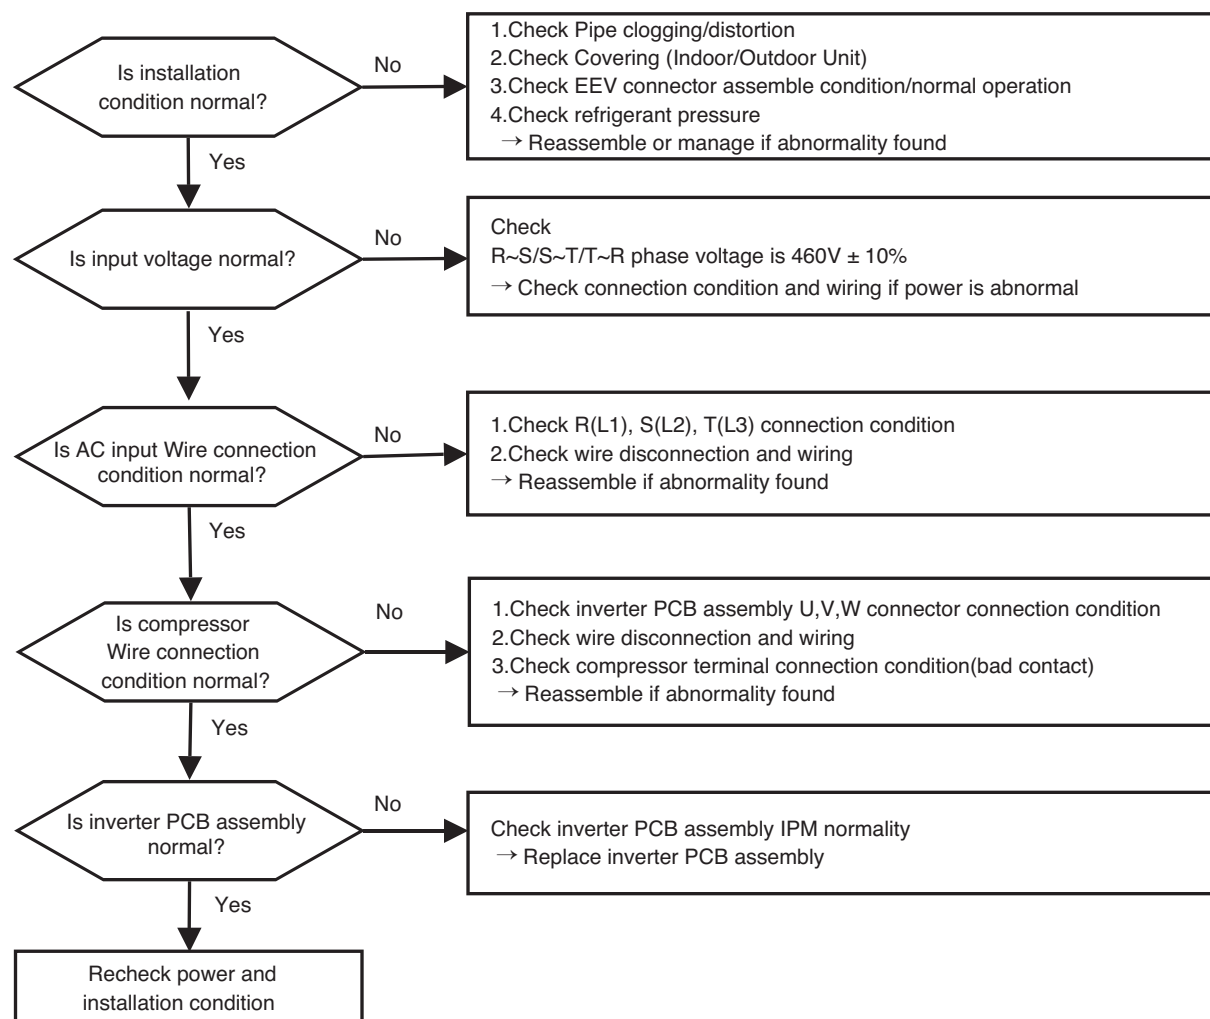 Is installation
condition normal?
No
1.Check Pipe clogging/distortion
2.Check Covering (Indoor/Outdoor Unit)
3.Check EEV connector assemble condition/normal operation
4.Check refrigerant pressure
→ Reassemble or manage if abnormality found
Yes
Is input voltage normal?
No
Check
R~S/S~T/T~R phase voltage is 460V ± 10%
→ Check connection condition and wiring if power is abnormal
Yes
Is AC input Wire connection
condition normal?
No
1.Check R(L1), S(L2), T(L3) connection condition
2.Check wire disconnection and wiring
→ Reassemble if abnormality found
Yes
Is compressor
Wire connection
condition normal?
No
1.Check inverter PCB assembly U,V,W connector connection condition
2.Check wire disconnection and wiring
3.Check compressor terminal connection condition(bad contact)
→ Reassemble if abnormality found
Yes
Is inverter PCB assembly
normal?
No
Check inverter PCB assembly IPM normality
→ Replace inverter PCB assembly
Yes
Recheck power and
installation condition